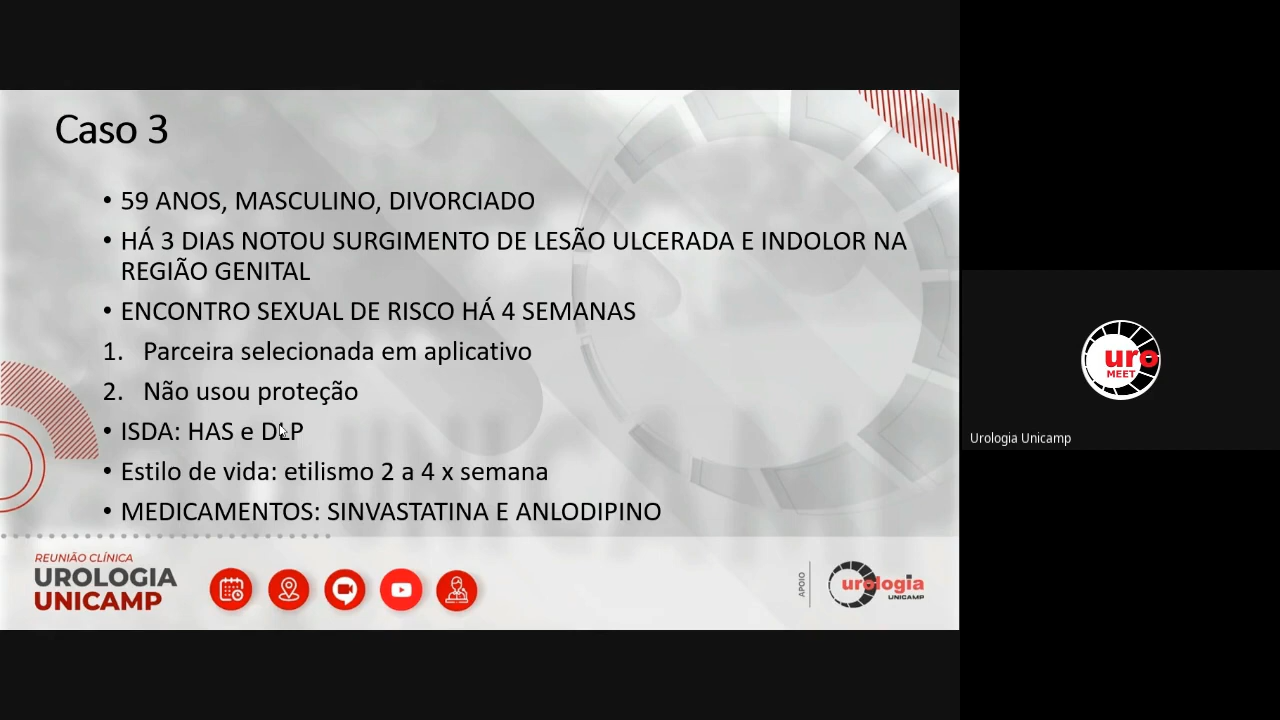 Caso 3
• 59 ANOS, MASCULINO, DIVORCIADO
• HÁ 3 DIAS NOTOU SURGIMENTO DE LESÃO ULCERADA E INDOLOR NA
REGIÃO GENITAL
• ENCONTRO SEXUAL DE RISCO HÁ 4 SEMANAS
1. Parceira selecionada em aplicativo
2. Não usou proteção
• ISDA: HAS e DLP
• Estilo de vida: etilismo 2 a 4 x semana
• MEDICAMENTOS: SINVASTATINA E ANLODIPINO
REUNIÃO CLÍNICA
UROLOGIA
UNICAMP
APOIO
urologia
UNICAMP
uro
MEET
Urologia Unicamp